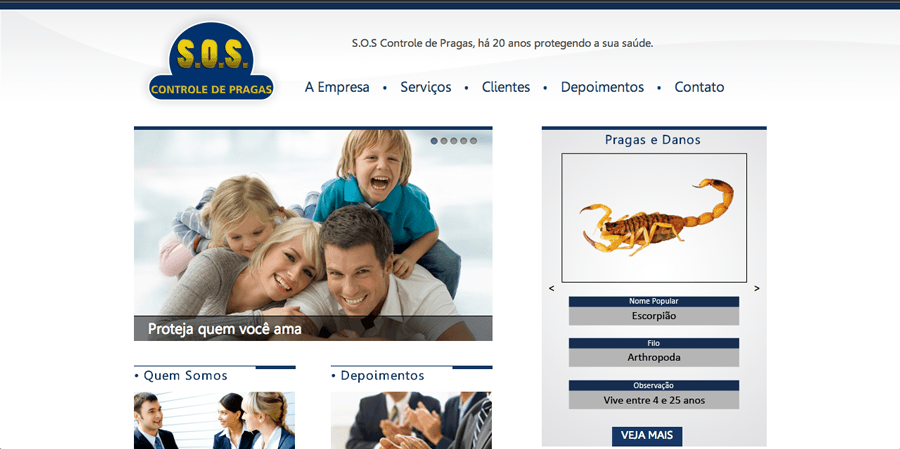 S.O.S.
CONTROLE DE PRAGAS
S.O.S Controle de Pragas, há 20 anos protegendo a sua saúde.
A Empresa • Serviços • Clientes • Depoimentos • Contato
Proteja quem você ama
• Quem Somos
• Depoimentos
Pragas e Danos
< >
Nome Popular
Escorpião
Filo
Arthropoda
Observação
Vive entre 4 e 25 anos
VEJA MAIS